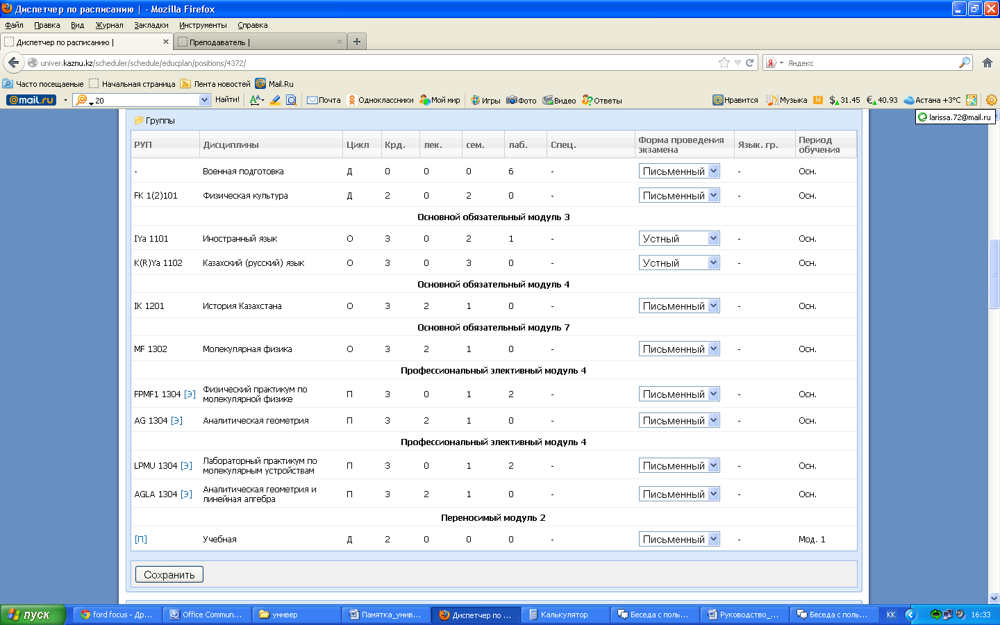 Диспетчер по расписанию | - Mozilla Firefox
Файл Правка Вид Журнал Закладки Инструменты Справка
Диспетчер по расписанию | Преподаватель |
univer.kaznu.kz/scheduler/schedule/educplan/positions/4372/ Яндекс
Часто посещаемые Начальная страница Лента новостей Mail.Ru
@mail.ru 20 Найти! Почта Одноклассники Мой мир Игры Фото Видео Ответы Нравится Музыка $ 31.45 € 40.93 Астана +3°C
larissa.72@mail.ru
Группы
РУП Дисциплины Цикл Крд. лек. сем. лаб. Спец. Форма проведения экзамена Язык. гр. Период обучения
- Военная подготовка Д 0 0 0 6 - Письменный - Осн.
FK 1(2)101 Физическая культура Д 2 0 2 0 - Письменный - Осн.
Основной обязательный модуль 3
IYa 1101 Иностранный язык О 3 0 2 1 - Устный - Осн.
K(R)Ya 1102 Казахский (русский) язык О 3 0 3 0 - Устный - Осн.
Основной обязательный модуль 4
IK 1201 История Казахстана О 3 2 1 0 - Письменный - Осн.
Основной обязательный модуль 7
MF 1302 Молекулярная физика О 3 2 1 0 - Письменный - Осн.
Профессиональный элективный модуль 4
FPMF1 1304 [Э] Физический практикум по молекулярной физике П 3 0 1 2 - Письменный - Осн.
AG 1304 [Э] Аналитическая геометрия П 3 2 1 0 - Письменный - Осн.
Профессиональный элективный модуль 4
LPMU 1304 [Э] Лабораторный практикум по молекулярным устройствам П 3 0 1 2 - Письменный - Осн.
AGLA 1304 [Э] Аналитическая геометрия и линейная алгебра П 3 2 1 0 - Письменный - Осн.
Переносимый модуль 2
[П] Учебная Д 2 0 0 0 - Письменный - Мод. 1
Сохранить
пуск ford focus - Др... Office Commun... универ Памятка_унив... Диспетчер по ... Калькулятор Беседа с поль... Руководство_... Беседа с поль... KK 16:33